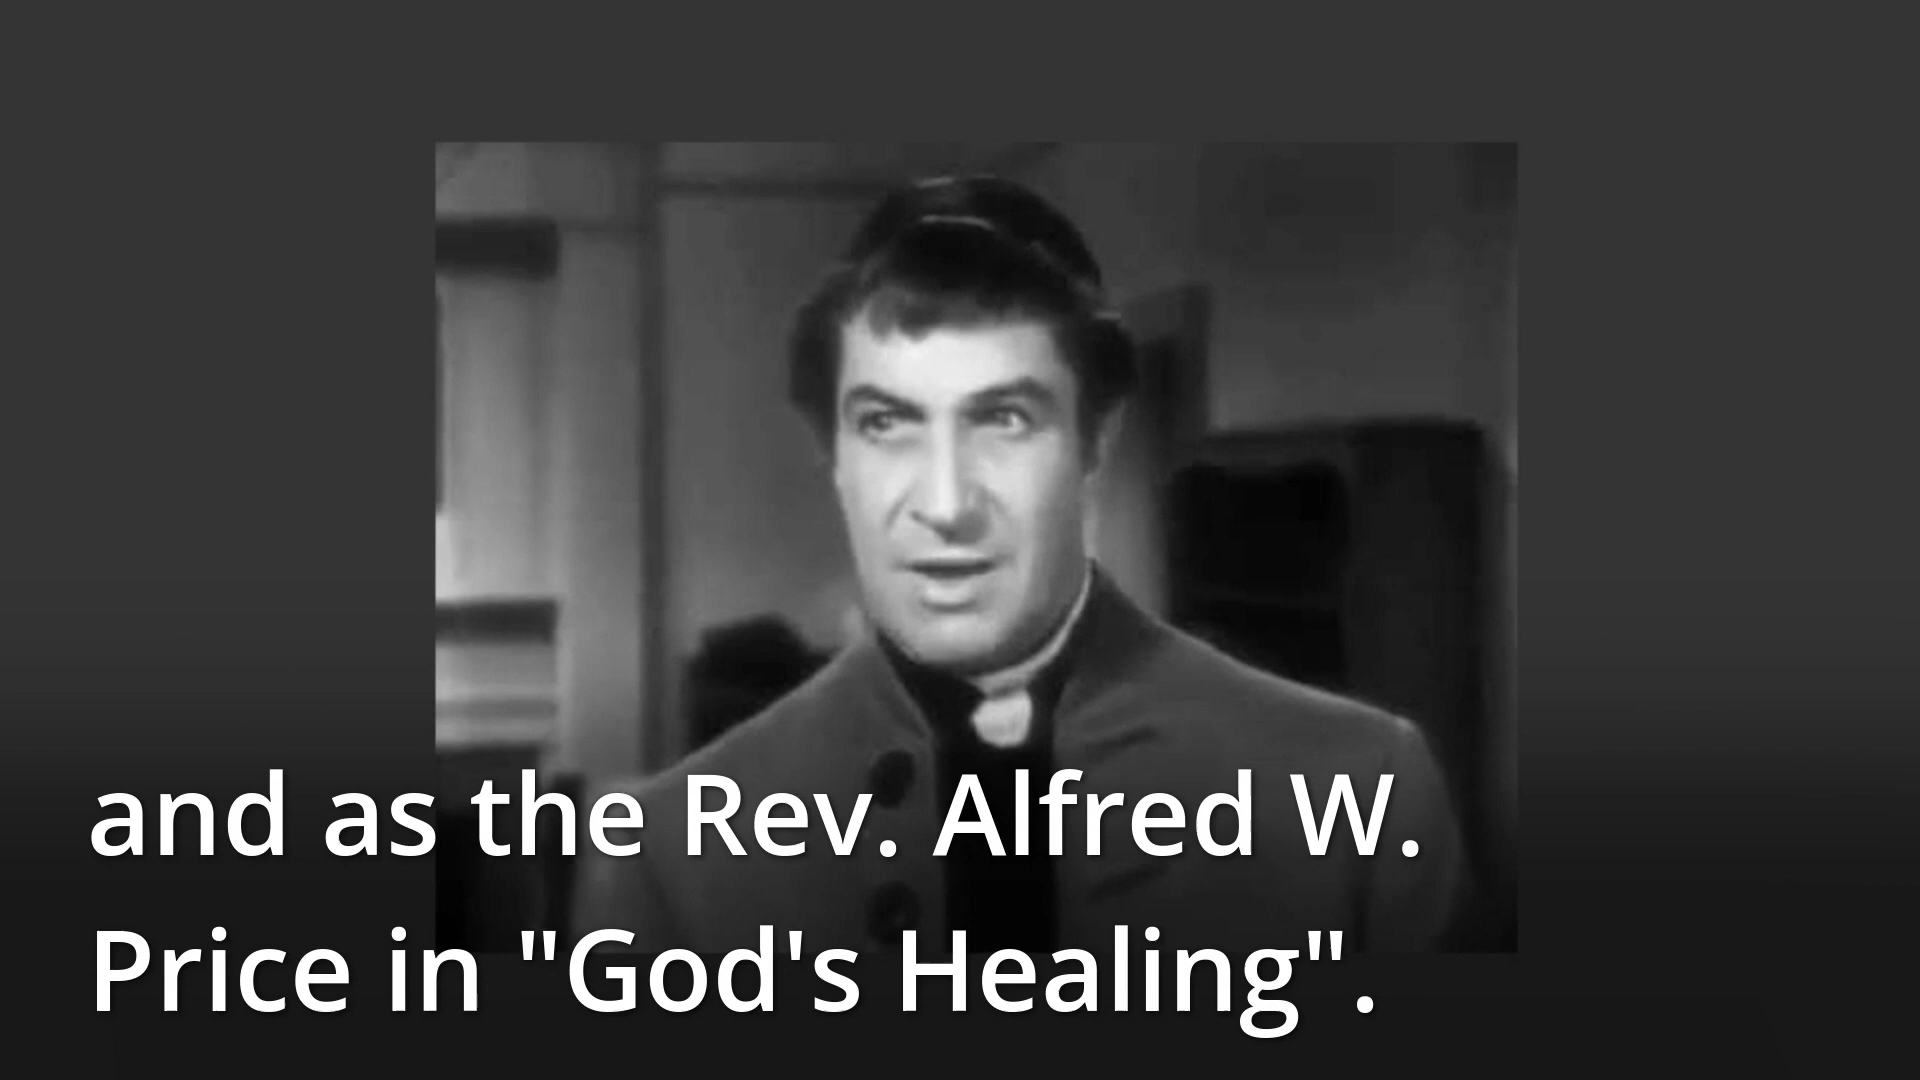 and as the Rev. Alfred W.
Price in "God's Healing".